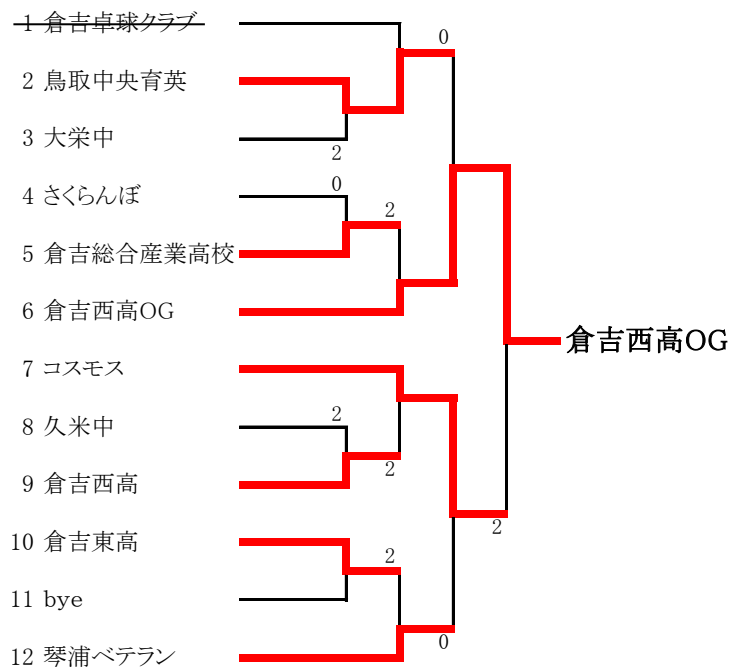 1 倉吉卓球クラブ
0
2 鳥取中央育英
3 大栄中
2
4 さくらんぼ
0
2
5 倉吉総合産業高校
6 倉吉西高OG
倉吉西高OG
7 コスモス
8 久米中
2
2
9 倉吉西高
2
10 倉吉東高
2
11 bye
0
12 琴浦ベテラン